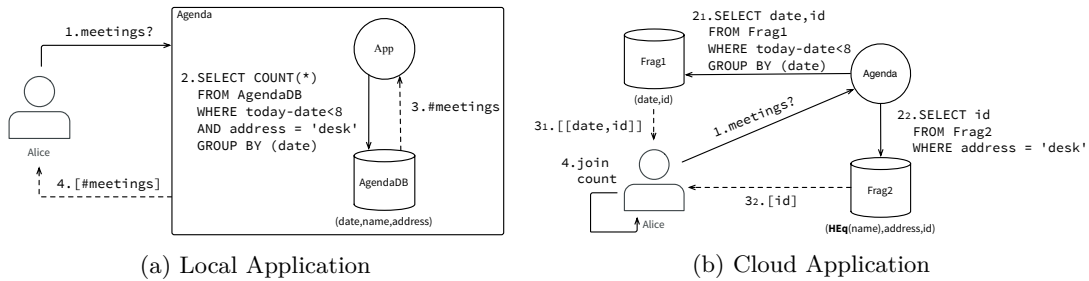 Agenda
1.meetings?
App
2.SELECT COUNT(*)
FROM AgendaDB
WHERE today-date<8
AND address = 'desk'
GROUP BY (date)
3.#meetings
Alice
4.[#meetings]
AgendaDB
(date,name,address)
(a) Local Application
21.SELECT date,id
FROM Frag1
WHERE today-date<8
GROUP BY (date)
Frag1
Agenda
(date,id)
1.meetings?
31.[[date,id]]
22.SELECT id
FROM Frag2
WHERE address = 'desk'
4.join
count
Frag2
32.[id]
Alice
(HEq(name),address,id)
(b) Cloud Application